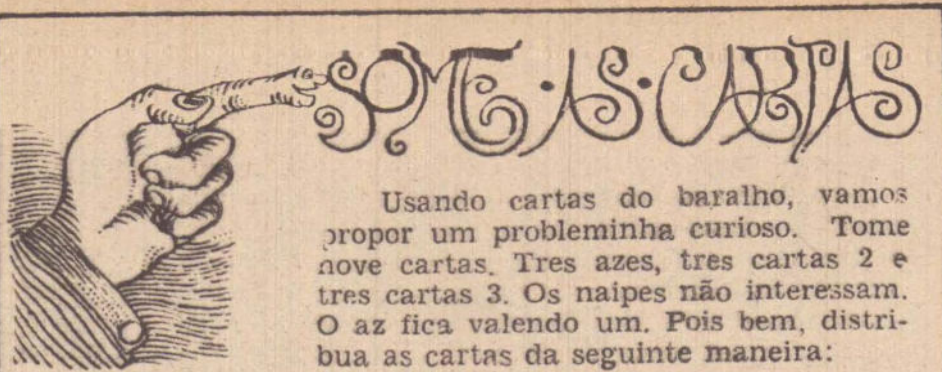 SOME·AS·CARTAS
Usando cartas do baralho, vamos
propor um probleminha curioso. Tome
nove cartas. Tres azes, tres cartas 2 e
tres cartas 3. Os naipes não interessam.
O az fica valendo um. Pois bem, distri-
bua as cartas da seguinte maneira: